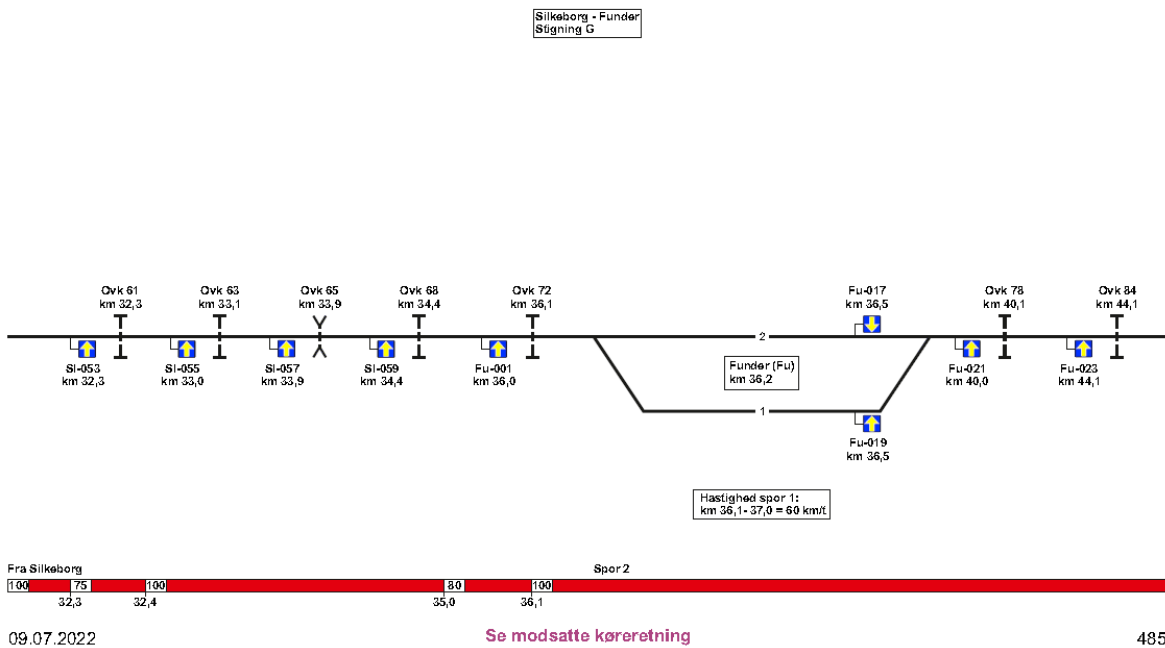 Silkeborg - Funder
Stigning G
Ovk 61
km 32,3
Ovk 63
km 33,1
Ovk 65
km 33,9
Ovk 68
km 34,4
Ovk 72
km 36,1
Fu-017
km 36,5
Ovk 78
km 40,1
Ovk 84
km 44,1
2
Sl-053
km 32,3
Sl-055
km 33,0
Sl-057
km 33,9
Sl-059
km 34,4
Fu-001
km 36,0
Funder (Fu)
km 36,2
Fu-021
km 40,0
Fu-023
km 44,1
1
Fu-019
km 36,5
Hastighed spor 1:
km 36,1- 37,0 = 60 km/t
Fra Silkeborg
Spor 2
100 75 100 80 100
32,3 32,4 35,0 36,1
09.07.2022
Se modsatte køreretning
485